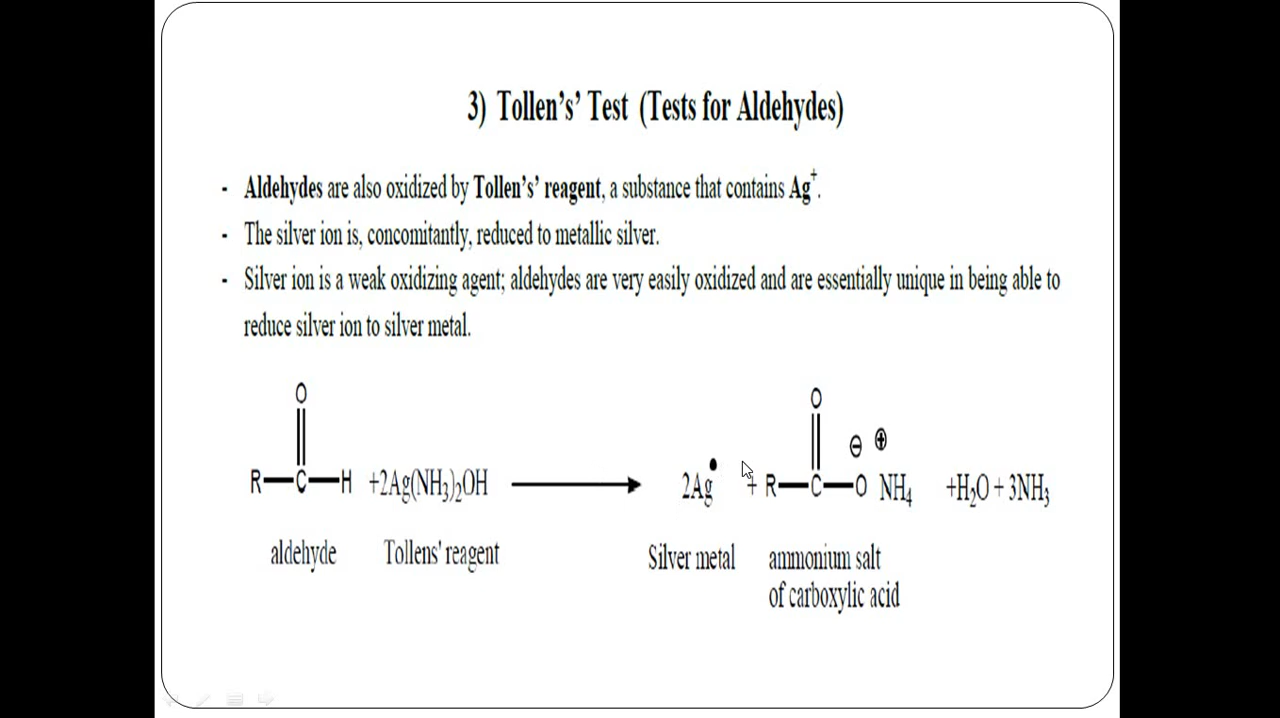 3) Tollen’s’ Test (Tests for Aldehydes)
- Aldehydes are also oxidized by Tollen’s’ reagent, a substance that contains Ag⁺.
- The silver ion is, concomitantly, reduced to metallic silver.
- Silver ion is a weak oxidizing agent; aldehydes are very easily oxidized and are essentially unique in being able to
reduce silver ion to silver metal.
O O
⊖ ⊕
R—C—H +2Ag(NH₃)₂OH → 2Ag• + R—C—O NH₄ +H₂O + 3NH₃
aldehyde Tollens' reagent Silver metal ammonium salt
of carboxylic acid